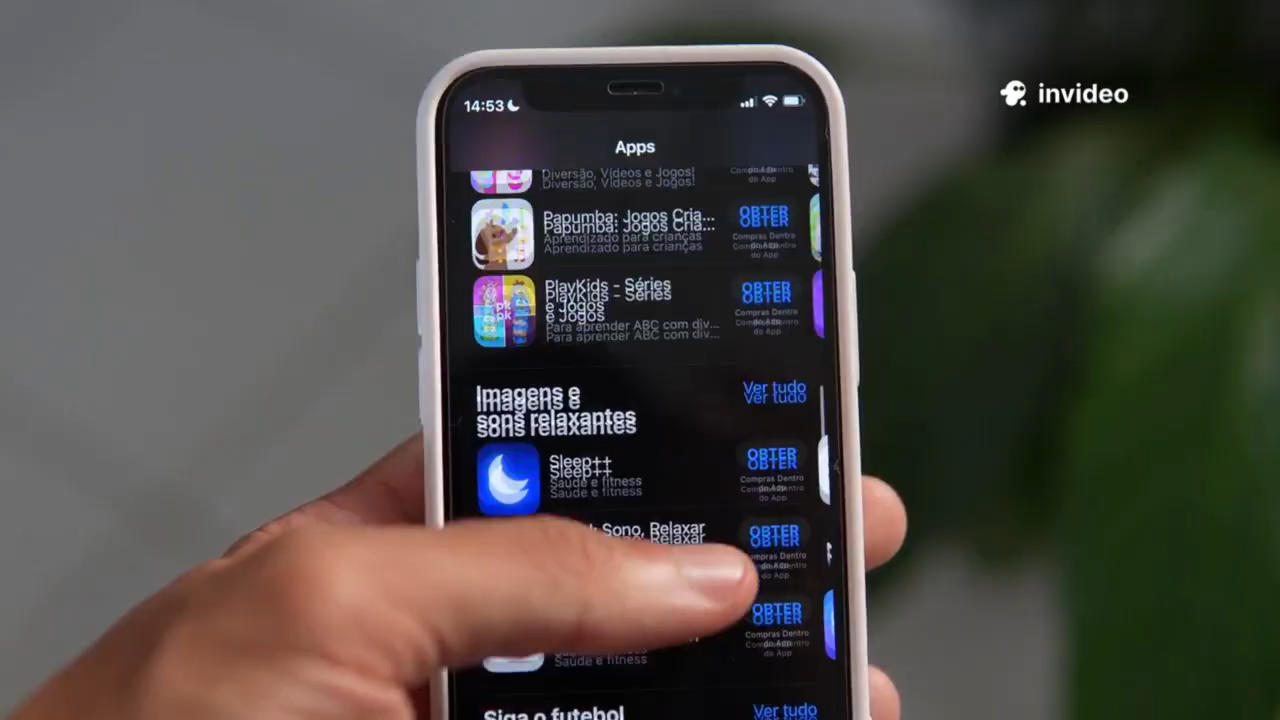 invideo
14:53
Apps
Diversão, Vídeos e Jogos!
Compras Dentro do App
Papumba: Jogos Cria...
Aprendizado para crianças
OBTER
Compras Dentro
do App
PlayKids - Séries
e Jogos
Para aprender ABC com div...
OBTER
Compras Dentro
do App
Imagens e
sons relaxantes
Ver tudo
Sleep++
Saúde e fitness
OBTER
Compras Dentro
do App
Sono, Relaxar
OBTER
Compras Dentro
do App
OBTER
Compras Dentro
do App
Saúde e fitness
Siga o futebol
Ver tudo